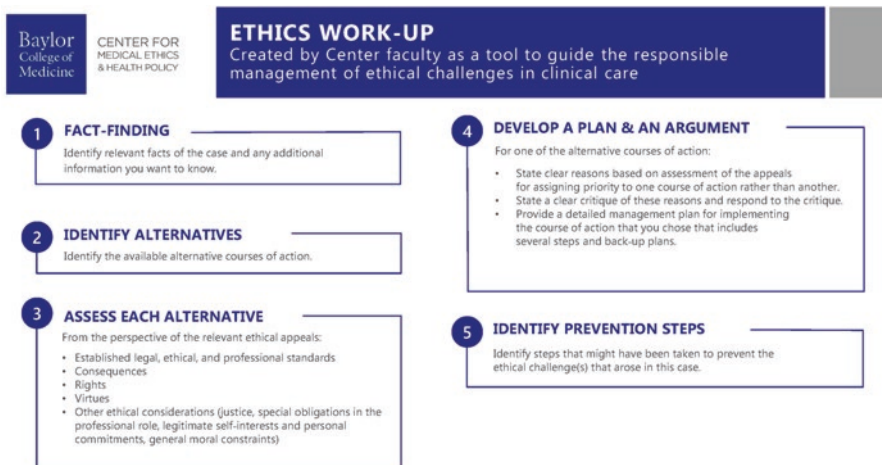 Baylor
College of
Medicine
CENTER FOR
MEDICAL ETHICS
& HEALTH POLICY
ETHICS WORK-UP
Created by Center faculty as a tool to guide the responsible
management of ethical challenges in clinical care
1 FACT-FINDING
Identify relevant facts of the case and any additional
information you want to know.
2 IDENTIFY ALTERNATIVES
Identify the available alternative courses of action.
3 ASSESS EACH ALTERNATIVE
From the perspective of the relevant ethical appeals:
• Established legal, ethical, and professional standards
• Consequences
• Rights
• Virtues
• Other ethical considerations (justice, special obligations in the
professional role, legitimate self-interests and personal
commitments, general moral constraints)
4 DEVELOP A PLAN & AN ARGUMENT
For one of the alternative courses of action:
• State clear reasons based on assessment of the appeals
for assigning priority to one course of action rather than another.
• State a clear critique of these reasons and respond to the critique.
• Provide a detailed management plan for implementing
the course of action that you chose that includes
several steps and back-up plans.
5 IDENTIFY PREVENTION STEPS
Identify steps that might have been taken to prevent the
ethical challenge(s) that arose in this case.